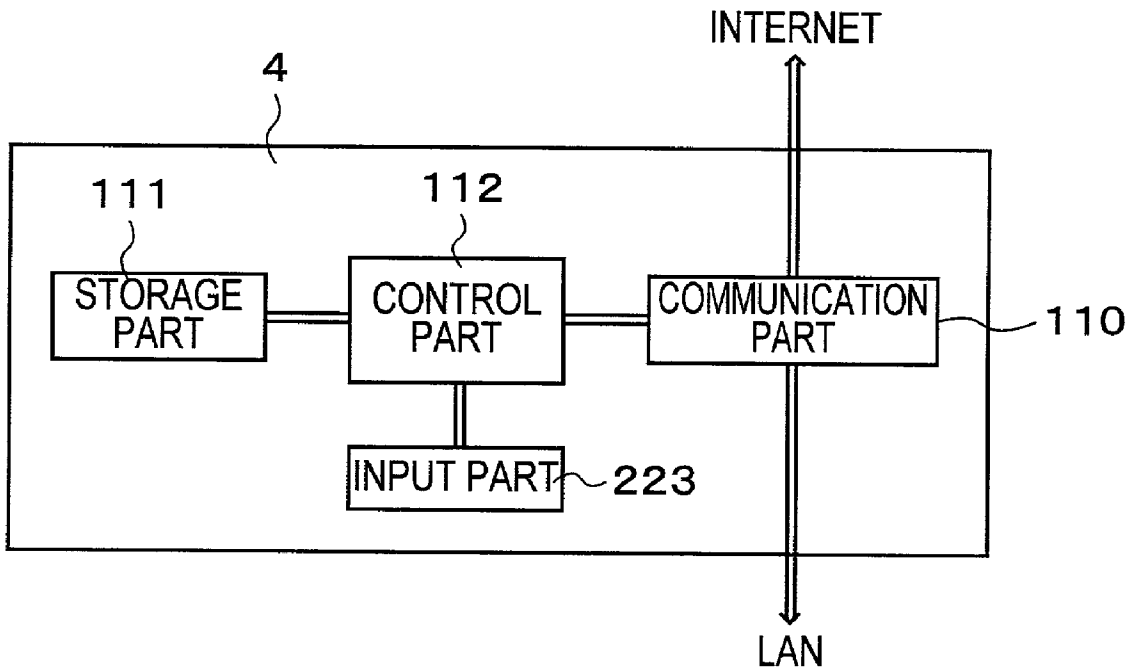 INTERNET
4
111
112
STORAGE
PART
CONTROL
PART
COMMUNICATION
PART
110
INPUT PART
223
LAN